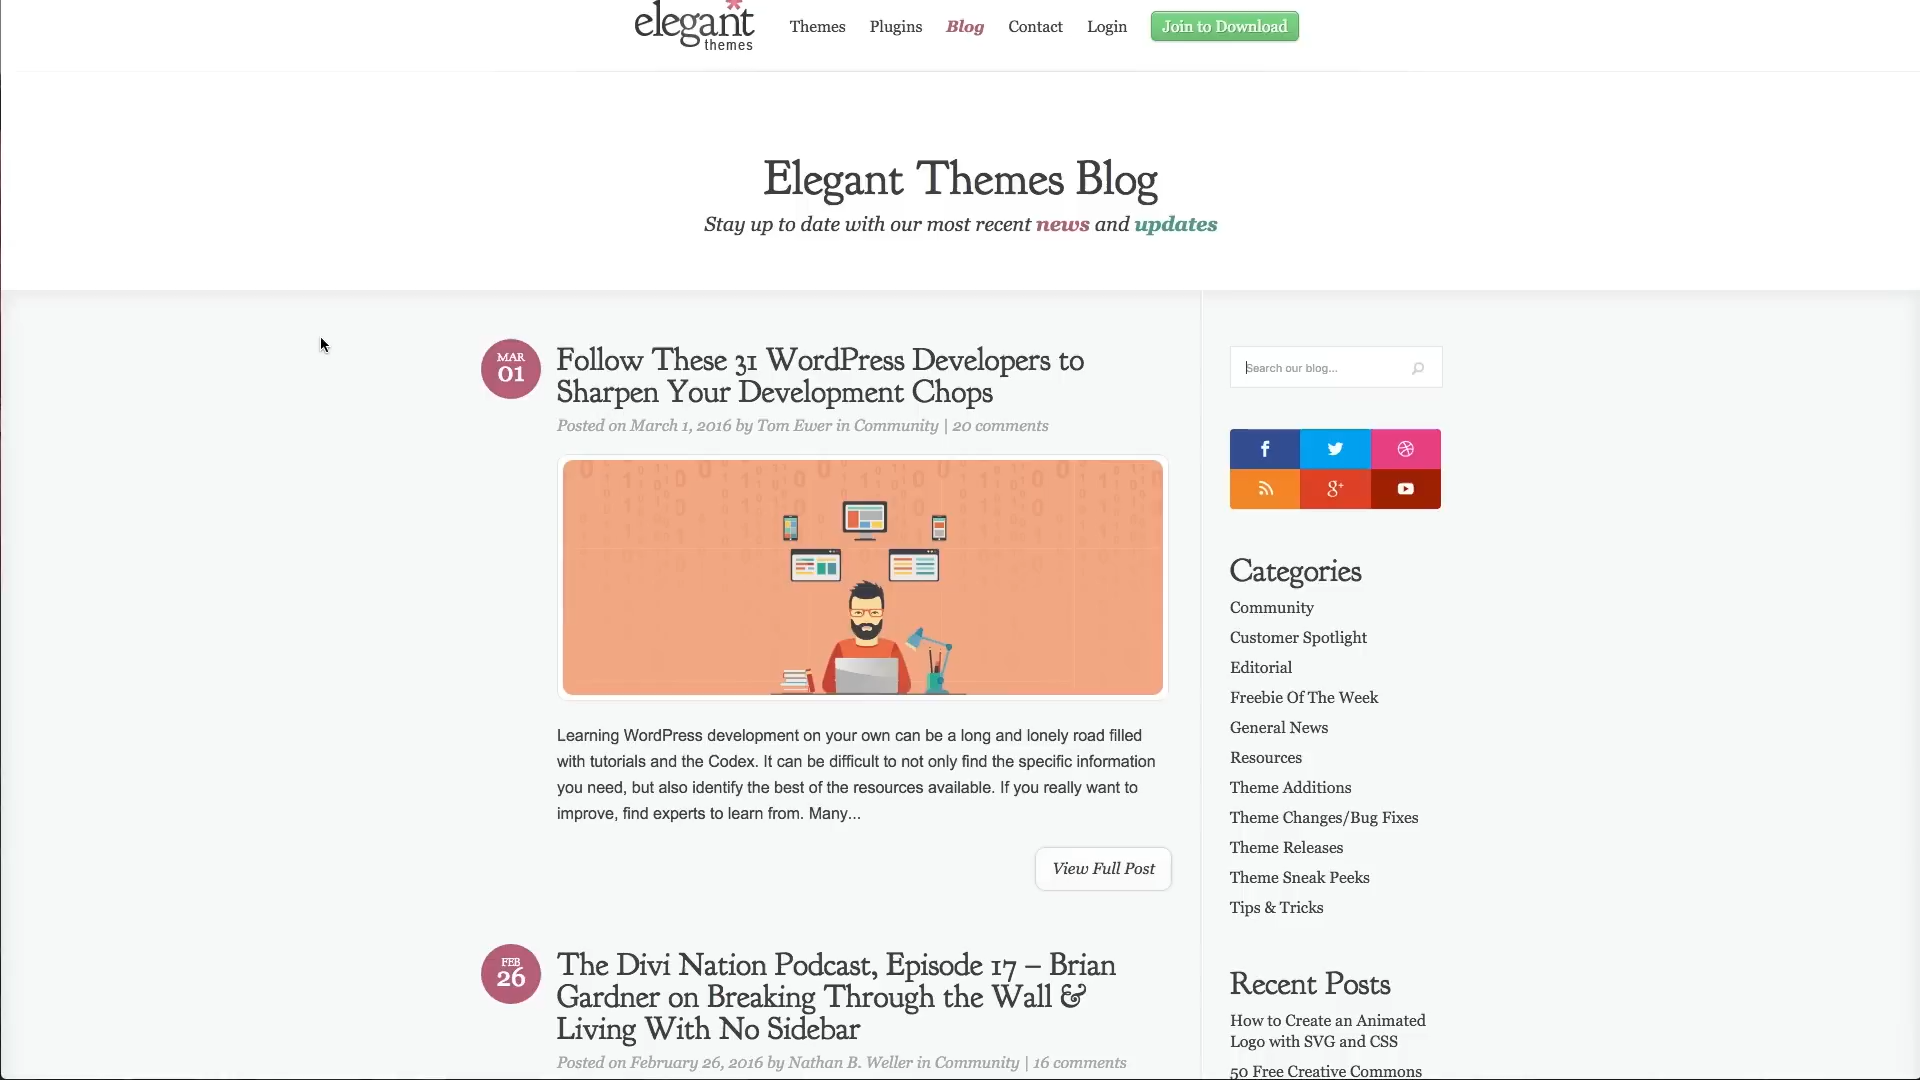 elegant
themes
Themes Plugins Blog Contact Login Join to Download
Elegant Themes Blog
Stay up to date with our most recent news and updates
MAR
01
Follow These 31 WordPress Developers to
Sharpen Your Development Chops
Posted on March 1, 2016 by Tom Ewer in Community | 20 comments
Learning WordPress development on your own can be a long and lonely road filled
with tutorials and the Codex. It can be difficult to not only find the specific information
you need, but also identify the best of the resources available. If you really want to
improve, find experts to learn from. Many...
View Full Post
FEB
26
The Divi Nation Podcast, Episode 17 – Brian
Gardner on Breaking Through the Wall &
Living With No Sidebar
Posted on February 26, 2016 by Nathan B. Weller in Community | 16 comments
Search our blog...
Categories
Community
Customer Spotlight
Editorial
Freebie Of The Week
General News
Resources
Theme Additions
Theme Changes/Bug Fixes
Theme Releases
Theme Sneak Peeks
Tips & Tricks
Recent Posts
How to Create an Animated
Logo with SVG and CSS
50 Free Creative Commons